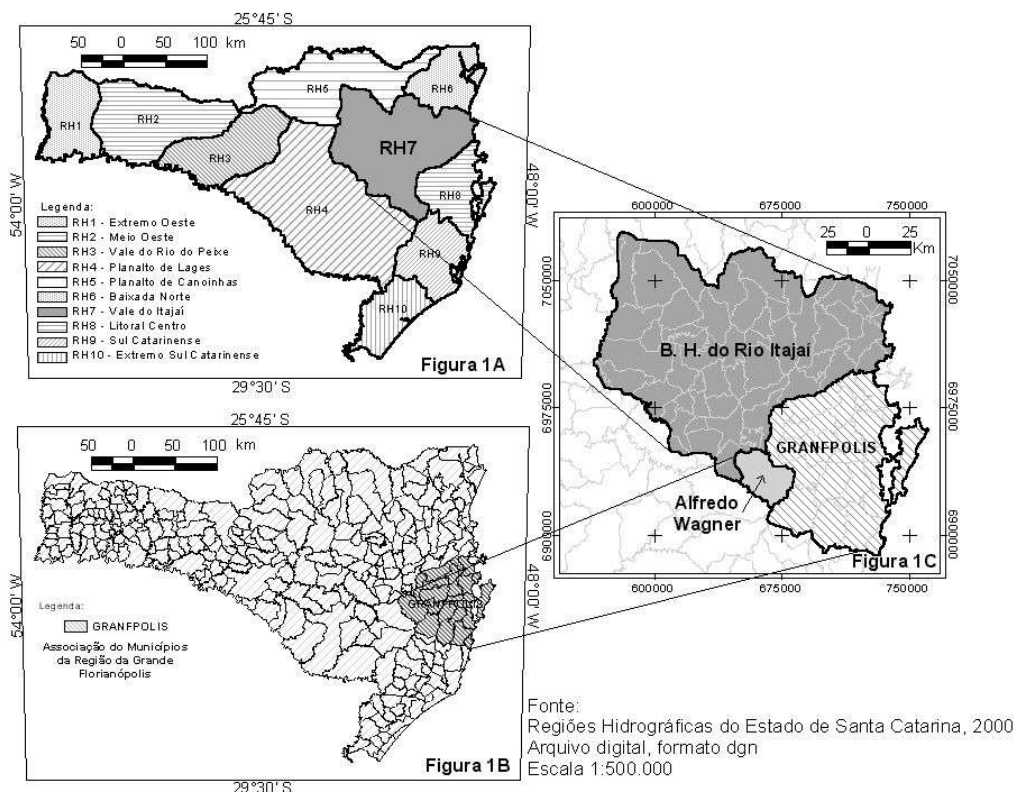 25°45' S
50 0 50 100 km
RH1
RH2
RH3
RH4
RH5
RH6
RH7
RH8
RH9
RH10
54°00' W
48°00' W
Legenda:
RH1 - Extremo Oeste
RH2 - Meio Oeste
RH3 - Vale do Rio do Peixe
RH4 - Planalto de Lages
RH5 - Planalto de Canoinhas
RH6 - Baixada Norte
RH7 - Vale do Itajaí
RH8 - Litoral Centro
RH9 - Sul Catarinense
RH10 - Extremo Sul Catarinense
Figura 1A
29°30' S
600000 675000 750000
25 0 25
Km
7050000 7050000
B. H. do Rio Itajaí
6975000 6975000
GRANFPOLIS
Alfredo
Wagner
6900000 6900000
Figura 1C
600000 675000 750000
25°45' S
50 0 50 100 km
54°00' W
48°00' W
GRANFPOLIS
Legenda:
GRANFPOLIS
Associação do Municípios
da Região da Grande
Florianópolis
Figura 1B
29°30' S
Fonte:
Regiões Hidrográficas do Estado de Santa Catarina, 2000
Arquivo digital, formato dgn
Escala 1:500.000